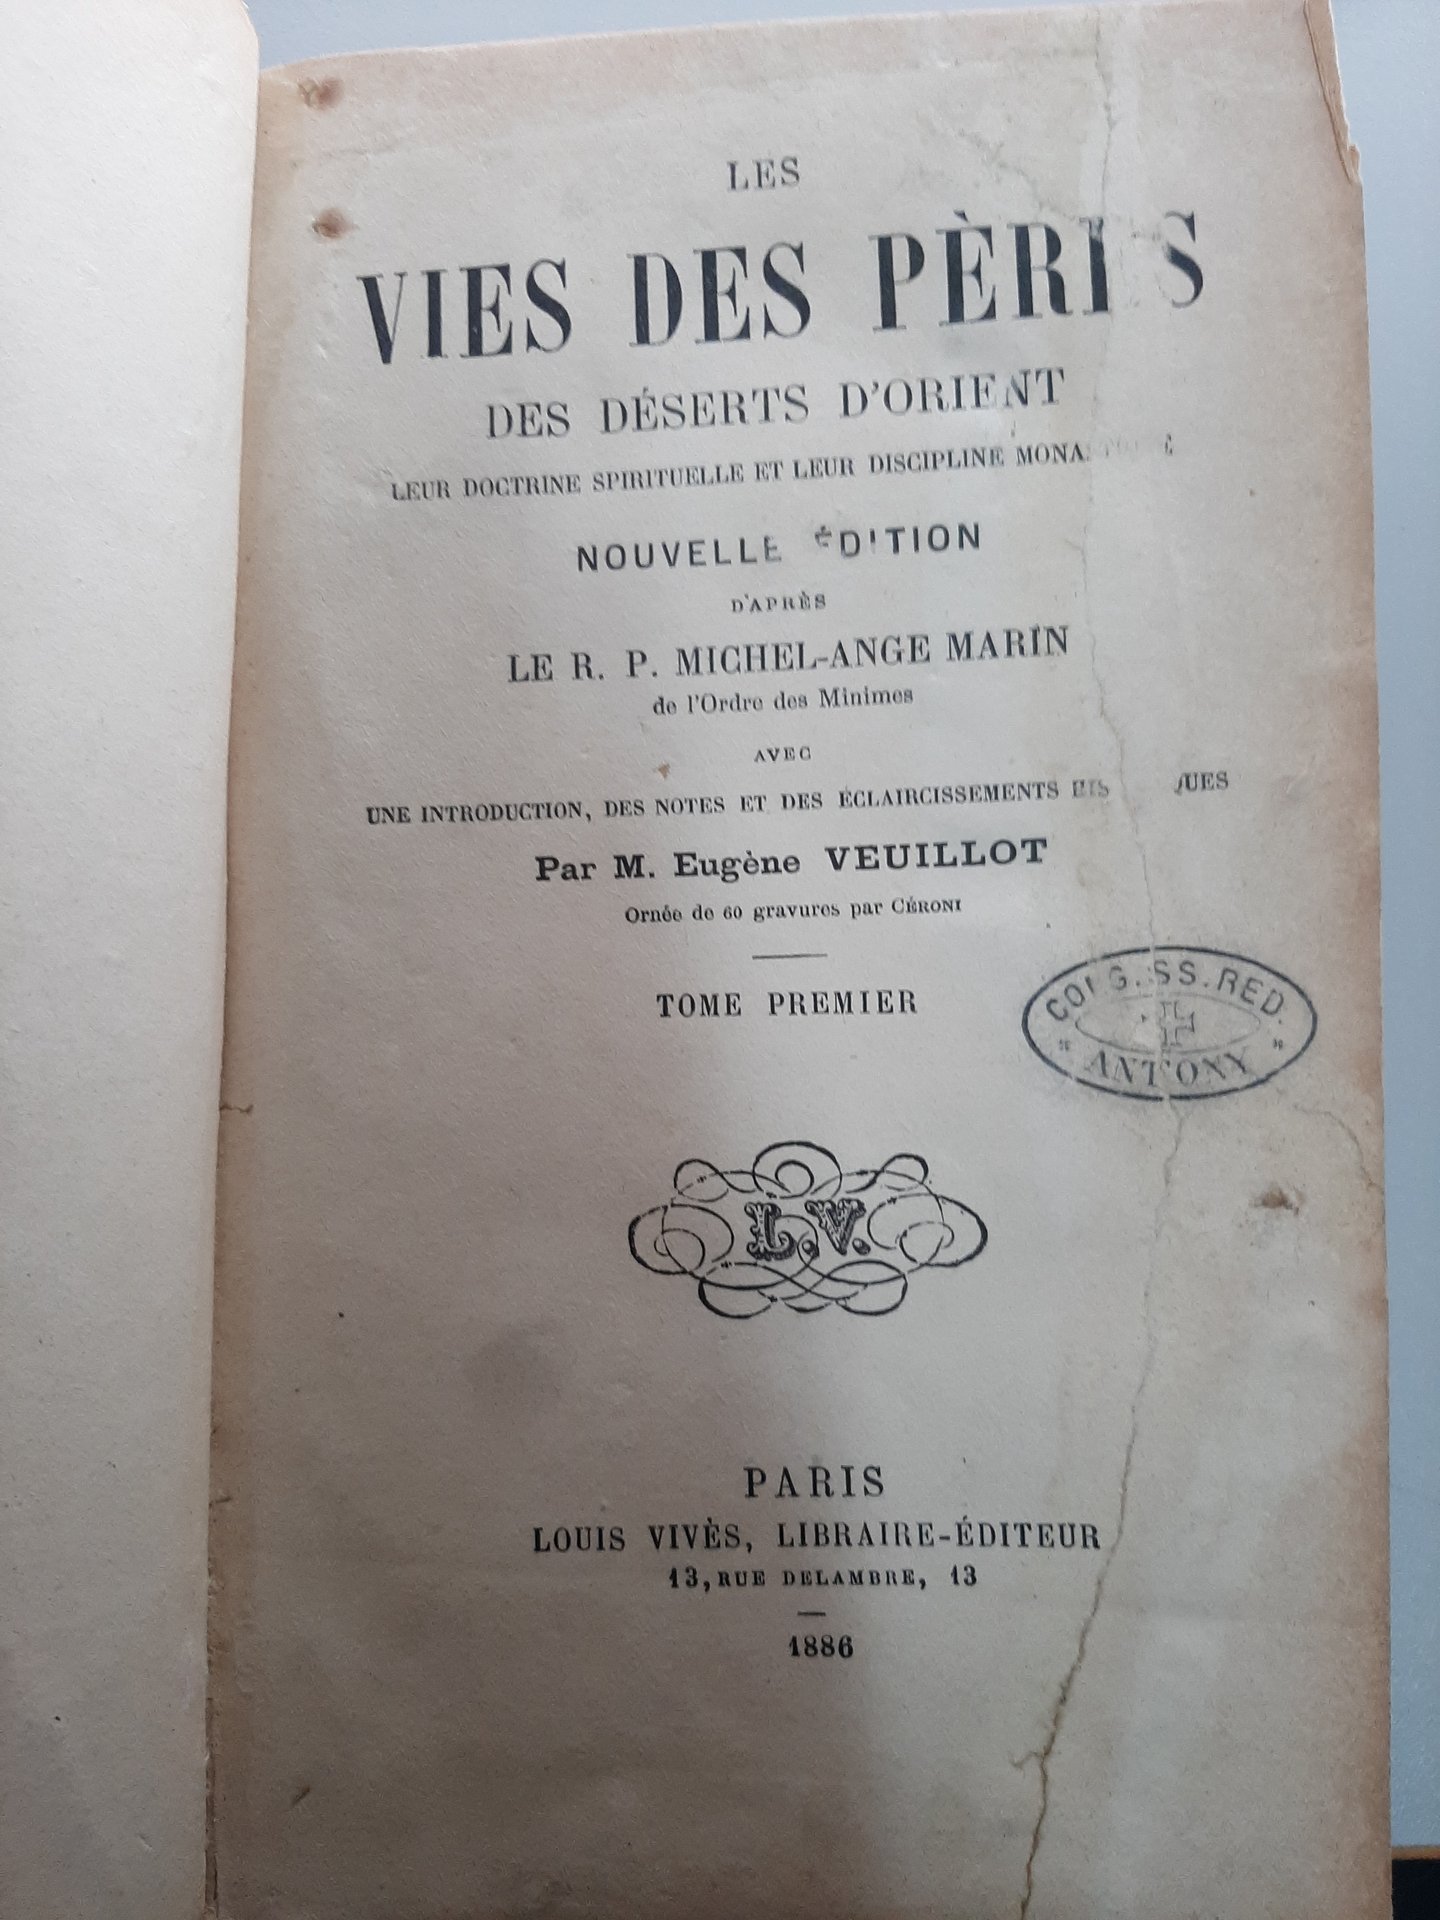 LES
VIES DES PÈRES
DES DÉSERTS D'ORIENT
LEUR DOCTRINE SPIRITUELLE ET LEUR DISCIPLINE
NOUVELLE ÉDITION
D'APRÈS
LE R. P. MICHEL-ANGE MARIN
de l'Ordre des Minimes
AVEC
UNE INTRODUCTION, DES NOTES ET DES ÉCLAIRCISSEMENTS
Par M. Eugène VEUILLOT
Ornée de 60 gravures par CÉRONI
TOME PREMIER
CONG. SS. RED.
ANTONY
L.V.
PARIS
LOUIS VIVÈS, LIBRAIRE-ÉDITEUR
13, RUE DELAMBRE, 13
1886